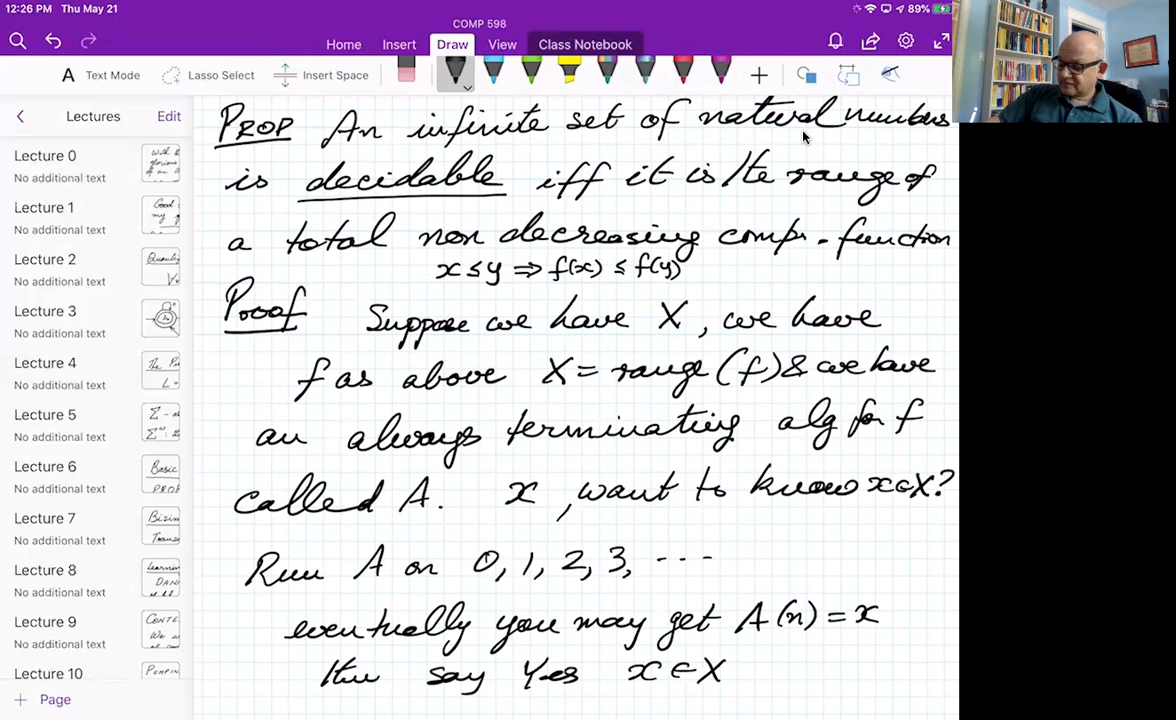 12:26 PM Thu May 21
89%
COMP 598
Home Insert Draw View Class Notebook
A Text Mode Lasso Select Insert Space
Lectures Edit
Lecture 0
No additional text
Lecture 1
No additional text
Lecture 2
No additional text
Lecture 3
No additional text
Lecture 4
No additional text
Lecture 5
No additional text
Lecture 6
No additional text
Lecture 7
No additional text
Lecture 8
No additional text
Lecture 9
No additional text
Lecture 10
No additional text
+ Page
PROP An infinite set of natural numbers
is decidable iff it is the range of
a total non decreasing comp. function
x ≤ y ⇒ f(x) ≤ f(y)
Proof Suppose we have X, we have
f as above X = range (f) & we have
an always terminating alg for f
called A. x, want to know x∈X?
Run A on 0, 1, 2, 3, ...
eventually you may get A(n) = x
then say Yes x ∈ X